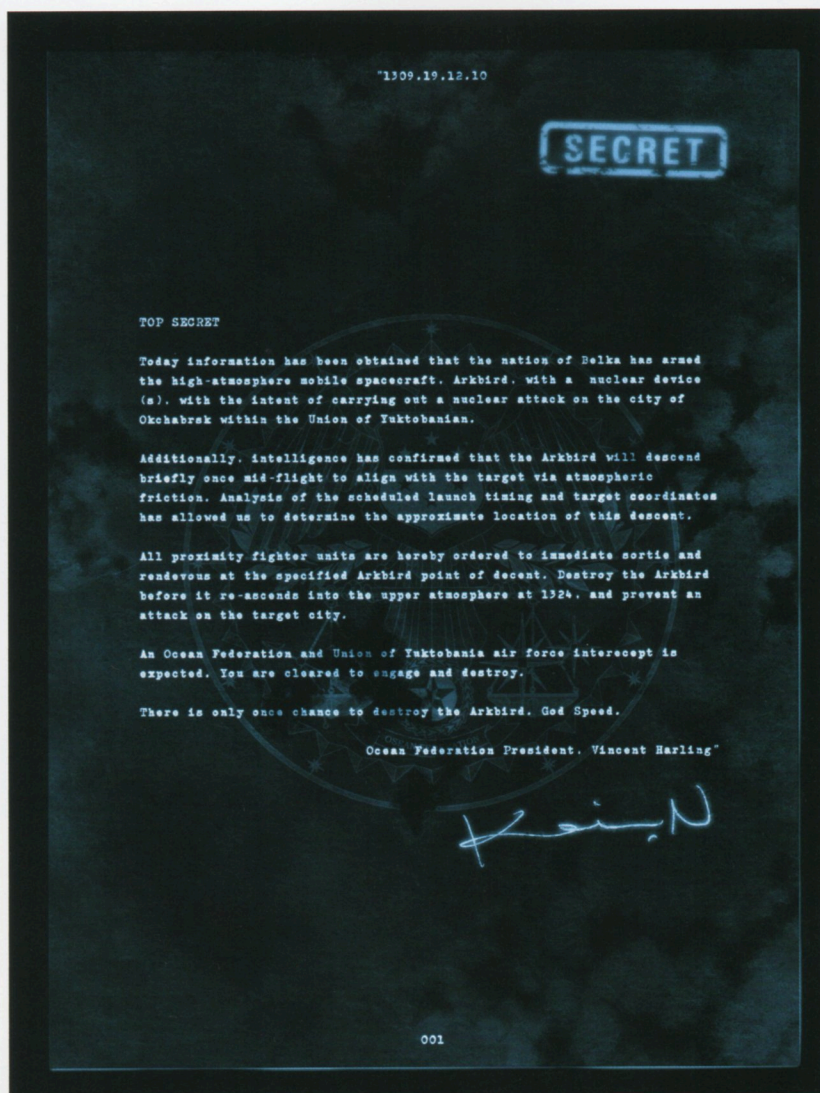 "1309.19.12.10
SECRET
TOP SECRET
Today information has been obtained that the nation of Belka has armed
the high-atmosphere mobile spacecraft. Arkbird. with a nuclear device
(s). with the intent of carrying out a nuclear attack on the city of
Okchabrsk within the Union of Yuktobanian.
Additionally. intelligence has confirmed that the Arkbird will descend
briefly once mid-flight to align with the target via atmospheric
friction. Analysis of the scheduled launch timing and target coordinates
has allowed us to determine the approximate location of this descent.
All proximity fighter units are hereby ordered to immediate sortie and
rendevous at the specified Arkbird point of decent. Destroy the Arkbird
before it re-ascends into the upper atmosphere at 1324. and prevent an
attack on the target city.
An Ocean Federation and Union of Yuktobania air force interecept is
expected. You are cleared to engage and destroy.
There is only once chance to destroy the Arkbird. God Speed.
Ocean Federation President. Vincent Harling"
001